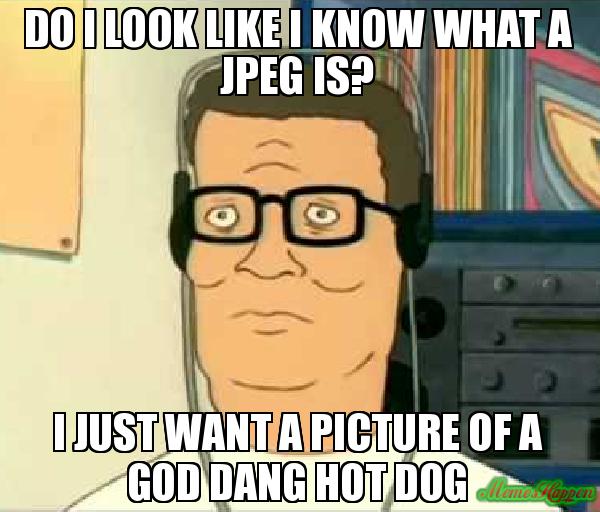 DO I LOOK LIKE I KNOW WHAT A
JPEG IS?
I JUST WANT A PICTURE OF A
GOD DANG HOT DOG
MemesHappen